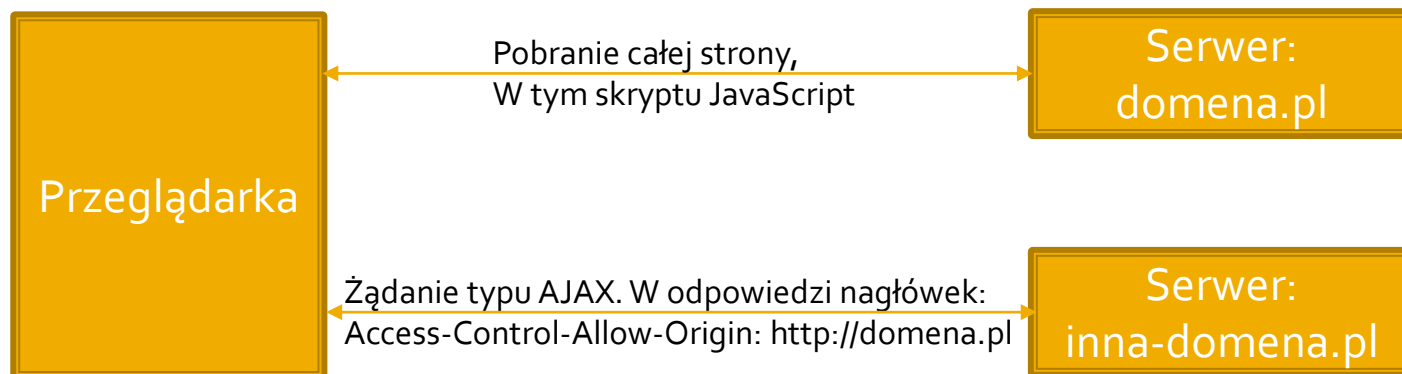 Przeglądarka
Pobranie całej strony,
W tym skryptu JavaScript
Serwer:
domena.pl
Żądanie typu AJAX. W odpowiedzi nagłówek:
Access-Control-Allow-Origin: http://domena.pl
Serwer:
inna-domena.pl